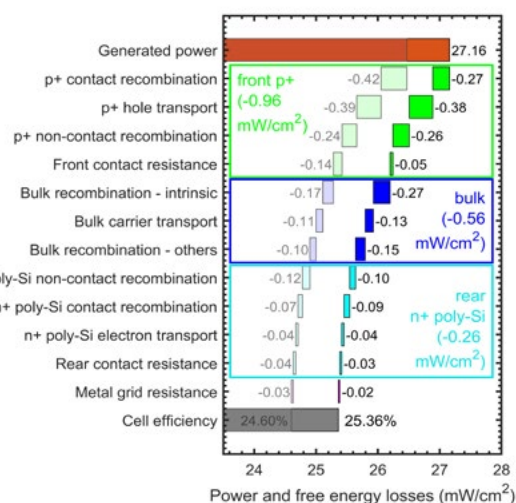 Generated power 27.16
p+ contact recombination -0.42 -0.27
front p+
p+ hole transport -0.39 -0.38
(-0.96
mW/cm²)
p+ non-contact recombination -0.24 -0.26
Front contact resistance -0.14 -0.05
Bulk recombination - intrinsic -0.17 -0.27
bulk
Bulk carrier transport -0.11 -0.13
(-0.56
mW/cm²)
Bulk recombination - others -0.10 -0.15
oly-Si non-contact recombination -0.12 -0.10
rear
n+ poly-Si contact recombination -0.07 -0.09
n+ poly-Si
n+ poly-Si electron transport -0.04 -0.04
(-0.26
mW/cm²)
Rear contact resistance -0.04 -0.03
Metal grid resistance -0.03 -0.02
Cell efficiency 24.60% 25.36%
24 25 26 27 28
Power and free energy losses (mW/cm²)